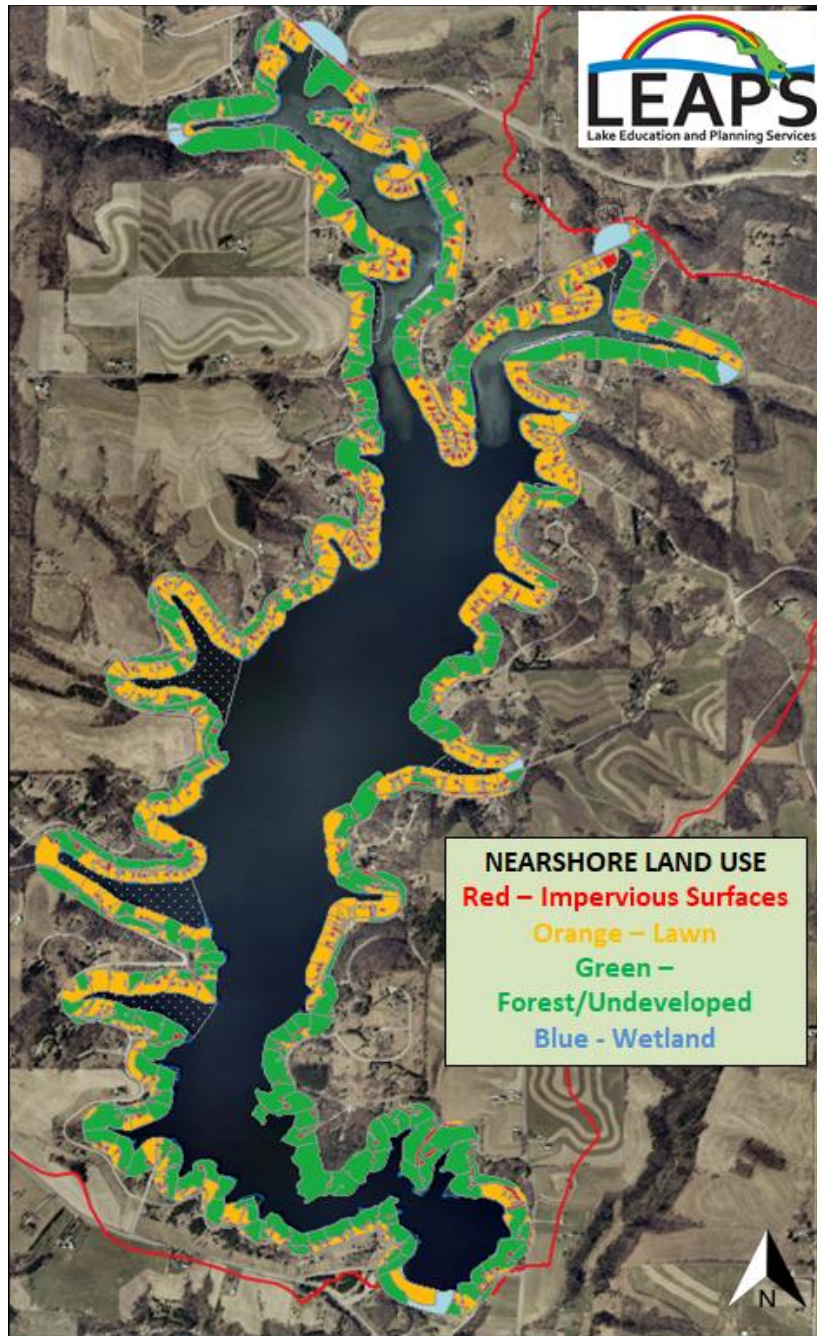 LEAPS
Lake Education and Planning Services
NEARSHORE LAND USE
Red – Impervious Surfaces
Orange – Lawn
Green –
Forest/Undeveloped
Blue - Wetland
N